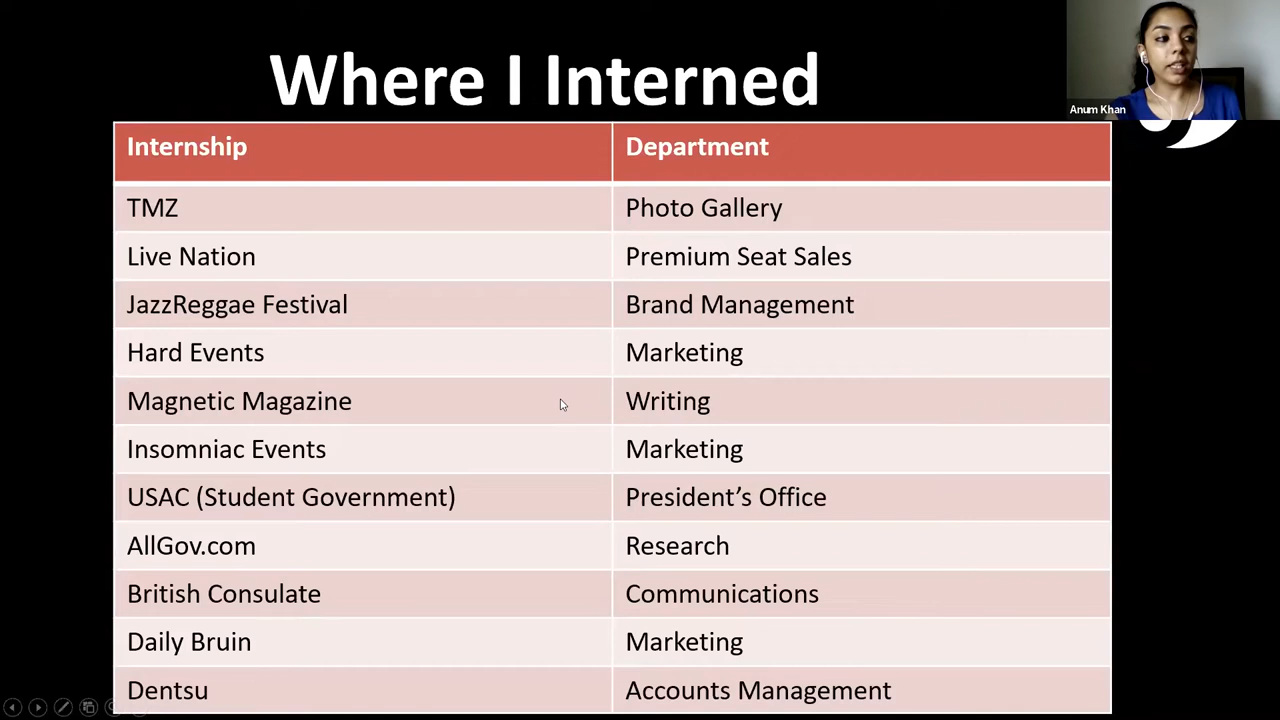 Where I Interned
Anum Khan
Internship Department
TMZ Photo Gallery
Live Nation Premium Seat Sales
JazzReggae Festival Brand Management
Hard Events Marketing
Magnetic Magazine Writing
Insomniac Events Marketing
USAC (Student Government) President’s Office
AllGov.com Research
British Consulate Communications
Daily Bruin Marketing
Dentsu Accounts Management